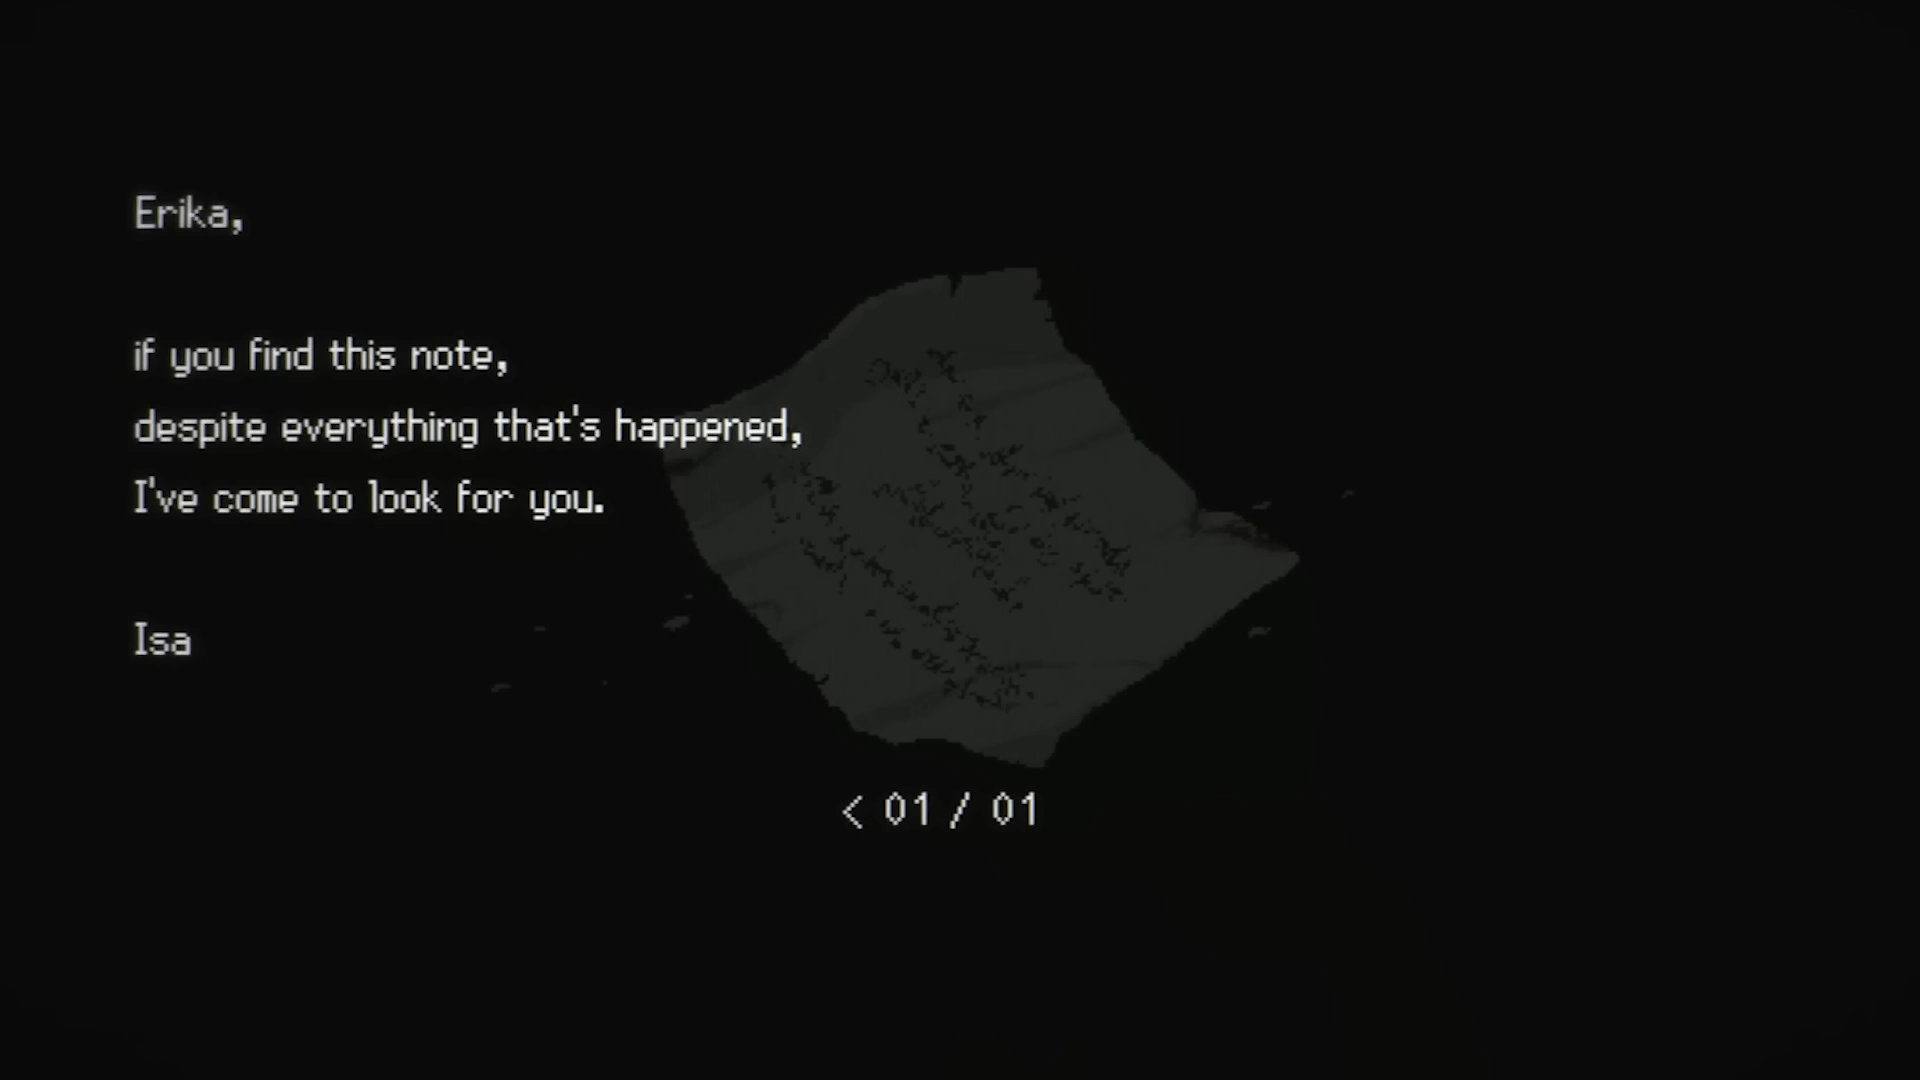 Erika,
if you find this note,
despite everything that's happened,
I've come to look for you.
Isa
< 01 / 01